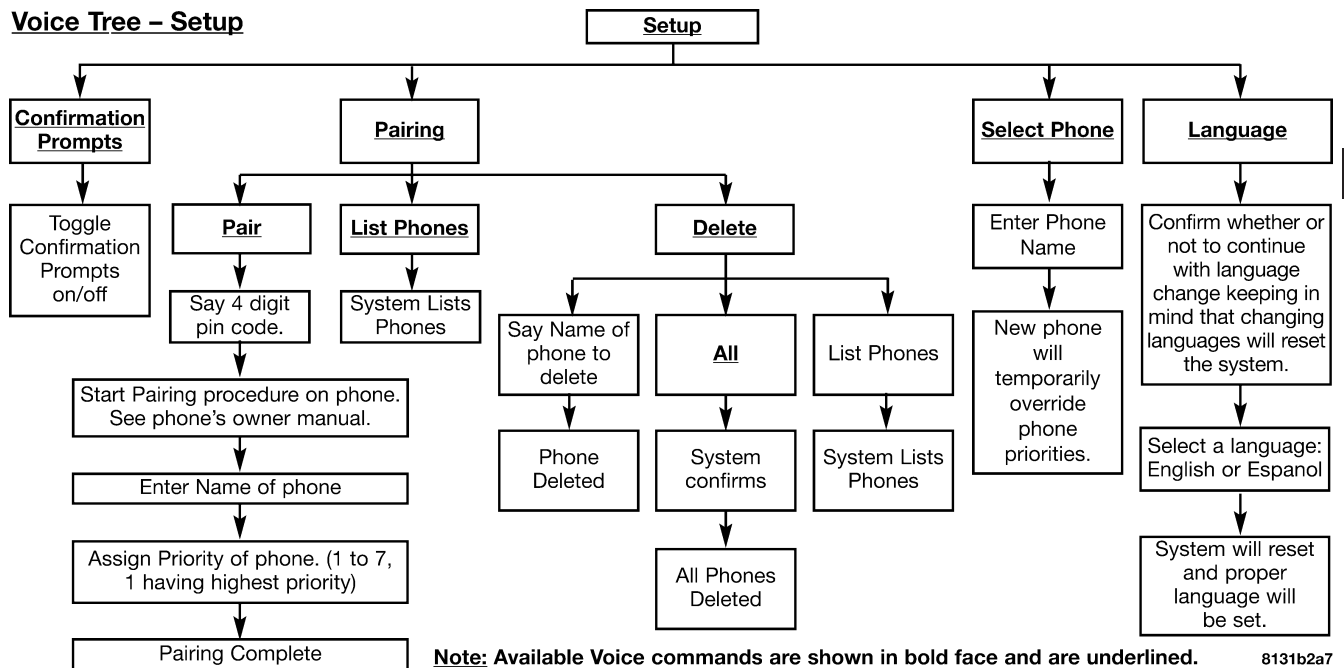 Voice Tree – Setup
Setup
Confirmation
Prompts
Pairing
Select Phone
Language
Toggle
Confirmation
Prompts
on/off
Pair
List Phones
Delete
Enter Phone
Name
Confirm whether or
not to continue
with language
change keeping in
mind that changing
languages will reset
the system.
Say 4 digit
pin code.
System Lists
Phones
Say Name of
phone to
delete
All
List Phones
New phone
will
temporarily
override
phone
priorities.
Start Pairing procedure on phone.
See phone's owner manual.
Phone
Deleted
System
confirms
System Lists
Phones
Select a language:
English or Espanol
Enter Name of phone
Assign Priority of phone. (1 to 7,
1 having highest priority)
All Phones
Deleted
System will reset
and proper
language will
be set.
Pairing Complete
Note: Available Voice commands are shown in bold face and are underlined.
8131b2a7